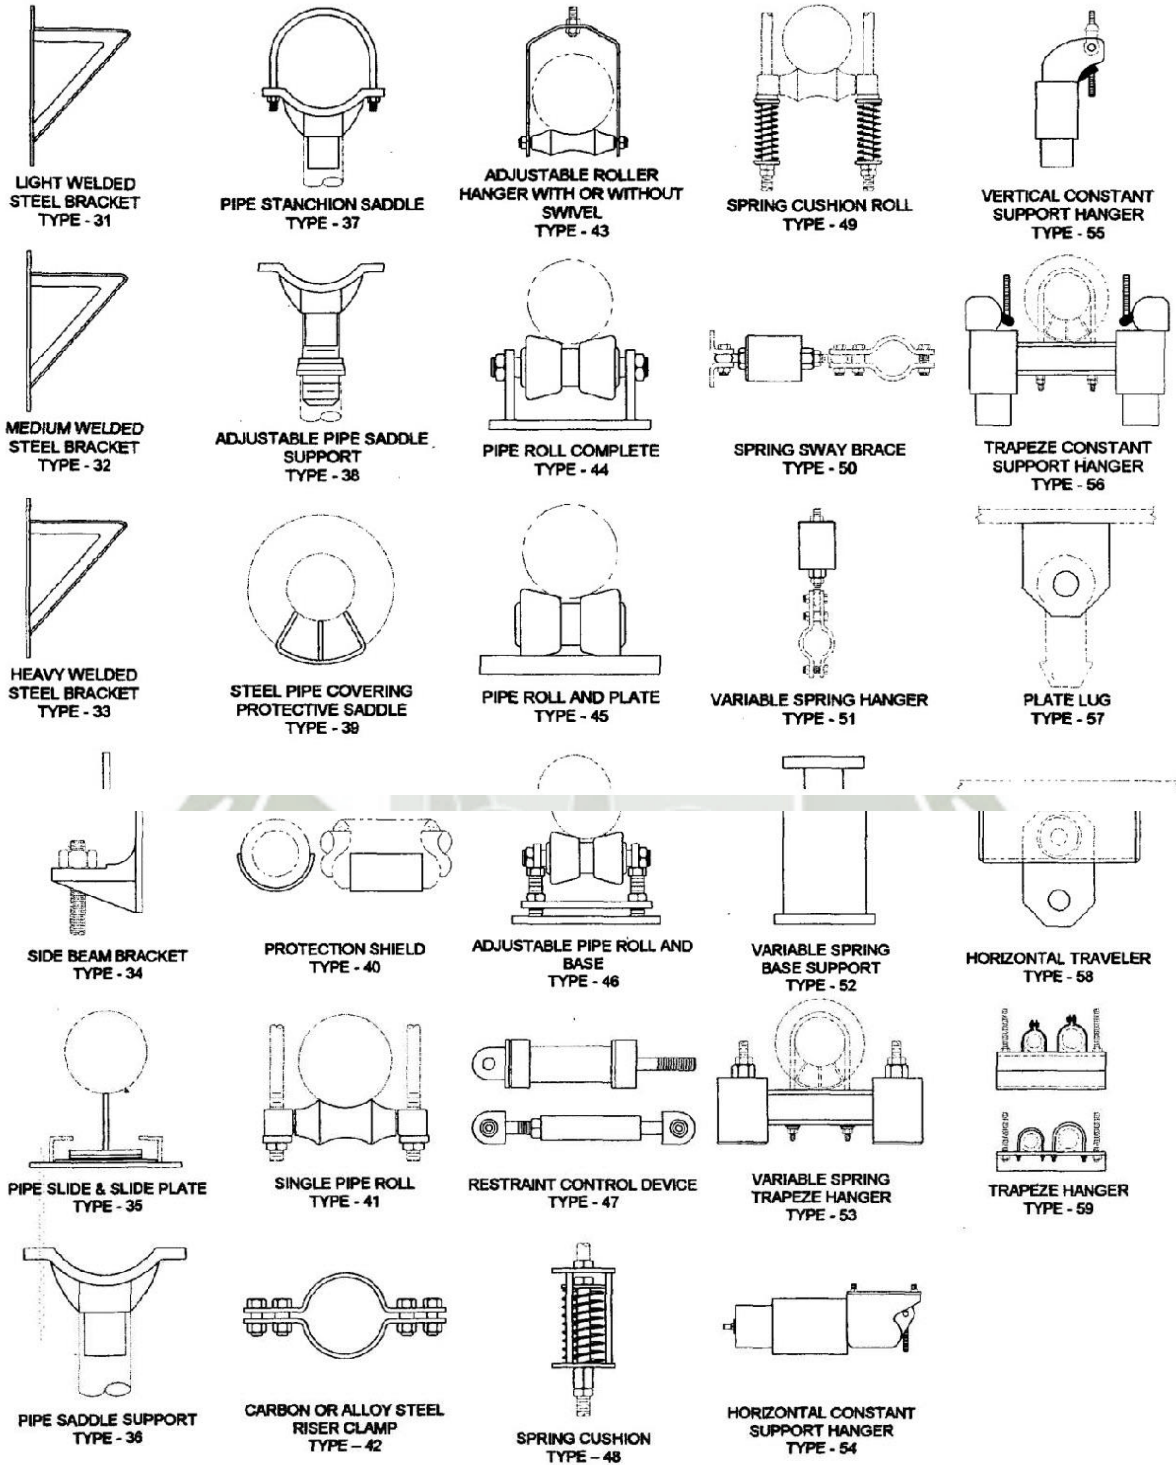 LIGHT WELDED
STEEL BRACKET
TYPE - 31
PIPE STANCHION SADDLE
TYPE - 37
ADJUSTABLE ROLLER
HANGER WITH OR WITHOUT
SWIVEL
TYPE - 43
SPRING CUSHION ROLL
TYPE - 49
VERTICAL CONSTANT
SUPPORT HANGER
TYPE - 55
MEDIUM WELDED
STEEL BRACKET
TYPE - 32
ADJUSTABLE PIPE SADDLE
SUPPORT
TYPE - 38
PIPE ROLL COMPLETE
TYPE - 44
SPRING SWAY BRACE
TYPE - 50
TRAPEZE CONSTANT
SUPPORT HANGER
TYPE - 56
HEAVY WELDED
STEEL BRACKET
TYPE - 33
STEEL PIPE COVERING
PROTECTIVE SADDLE
TYPE - 39
PIPE ROLL AND PLATE
TYPE - 45
VARIABLE SPRING HANGER
TYPE - 51
PLATE LUG
TYPE - 57
SIDE BEAM BRACKET
TYPE - 34
PROTECTION SHIELD
TYPE - 40
ADJUSTABLE PIPE ROLL AND
BASE
TYPE - 46
VARIABLE SPRING
BASE SUPPORT
TYPE - 52
HORIZONTAL TRAVELER
TYPE - 58
PIPE SLIDE & SLIDE PLATE
TYPE - 35
SINGLE PIPE ROLL
TYPE - 41
RESTRAINT CONTROL DEVICE
TYPE - 47
VARIABLE SPRING
TRAPEZE HANGER
TYPE - 53
TRAPEZE HANGER
TYPE - 59
PIPE SADDLE SUPPORT
TYPE - 36
CARBON OR ALLOY STEEL
RISER CLAMP
TYPE – 42
SPRING CUSHION
TYPE – 48
HORIZONTAL CONSTANT
SUPPORT HANGER
TYPE - 54